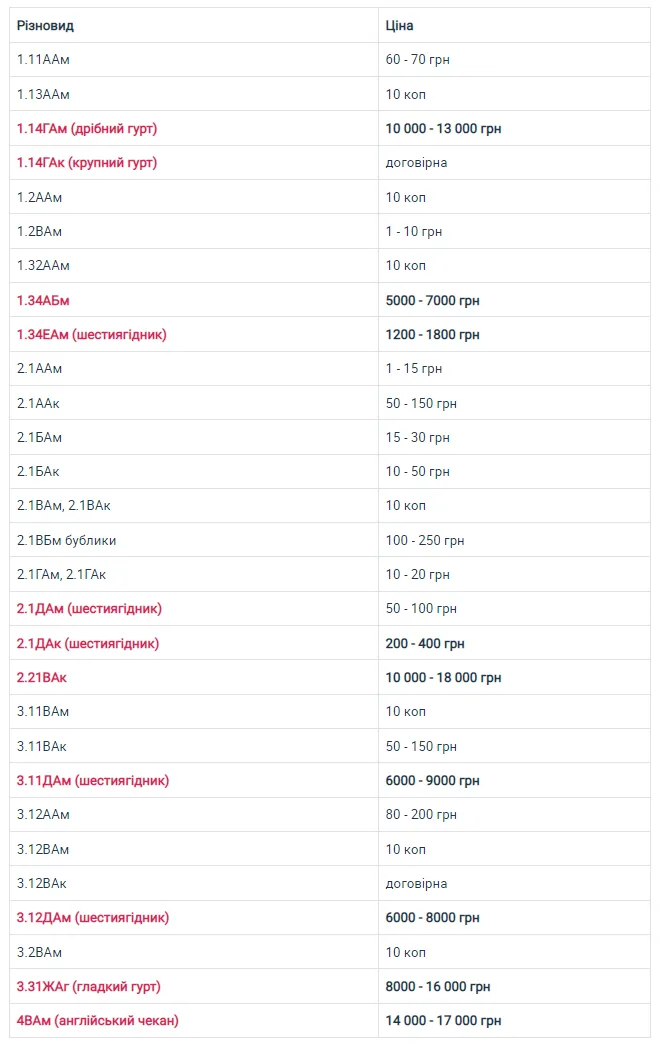 Різновид Ціна
1.11ААм 60 - 70 грн
1.13ААм 10 коп
1.14ГАм (дрібний гурт) 10 000 - 13 000 грн
1.14ГАк (крупний гурт) договірна
1.2ААм 10 коп
1.2ВАм 1 - 10 грн
1.32ААм 10 коп
1.34АБм 5000 - 7000 грн
1.34ЕАм (шестиягідник) 1200 - 1800 грн
2.1ААм 1 - 15 грн
2.1ААк 50 - 150 грн
2.1БАм 15 - 30 грн
2.1БАк 10 - 50 грн
2.1ВАм, 2.1ВАк 10 коп
2.1ВБм бублики 100 - 250 грн
2.1ГАм, 2.1ГАк 10 - 20 грн
2.1ДАм (шестиягідник) 50 - 100 грн
2.1ДАк (шестиягідник) 200 - 400 грн
2.21ВАк 10 000 - 18 000 грн
3.11ВАм 10 коп
3.11ВАк 50 - 150 грн
3.11ДАм (шестиягідник) 6000 - 9000 грн
3.12ААм 80 - 200 грн
3.12ВАм 10 коп
3.12ВАк договірна
3.12ДАм (шестиягідник) 6000 - 8000 грн
3.2ВАм 10 коп
3.31ЖАг (гладкий гурт) 8000 - 16 000 грн
4ВАм (англійський чекан) 14 000 - 17 000 грн